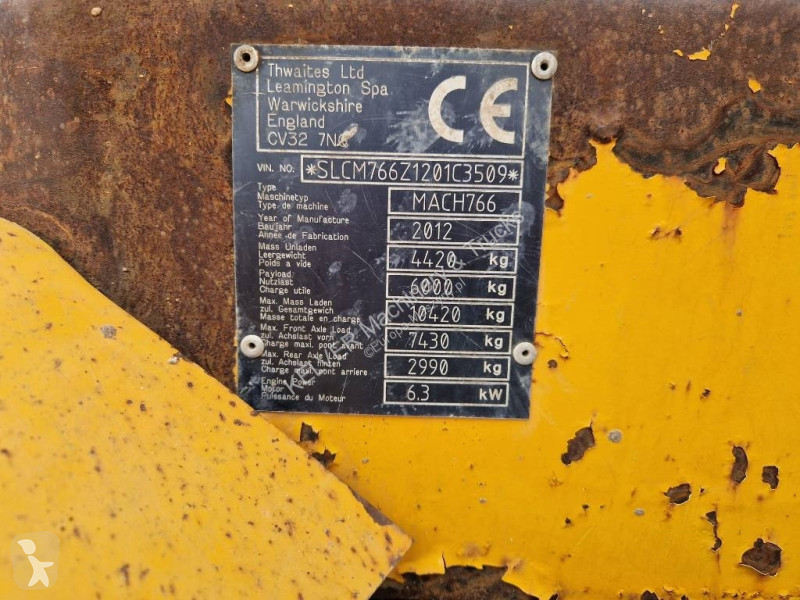 Thwaites Ltd
Leamington Spa
Warwickshire
England
CV32 7NQ
CE
VIN. NO. *SLCM766Z1201C3509*
Type
Maschinetyp
Type de machine
MACH766
Year of Manufacture
Baujahr
Année de Fabrication
2012
Mass Unladen
Leergewicht
Poids a vide
4420 kg
Payload
Nutzlast
Charge utile
6000 kg
Max. Mass Laden
zul. Gesamtgewich
Masse totale en charge
10420 kg
Max. Front Axle Load
zul. Achslast vorn
Charge maxi. pont avant
7430 kg
Max. Rear Axle Load
zul. Achslast hinten
Charge maxi. pont arriere
2990 kg
Engine Power
Motor
Puissance du Moteur
6.3 kW
Machinery & Trucks